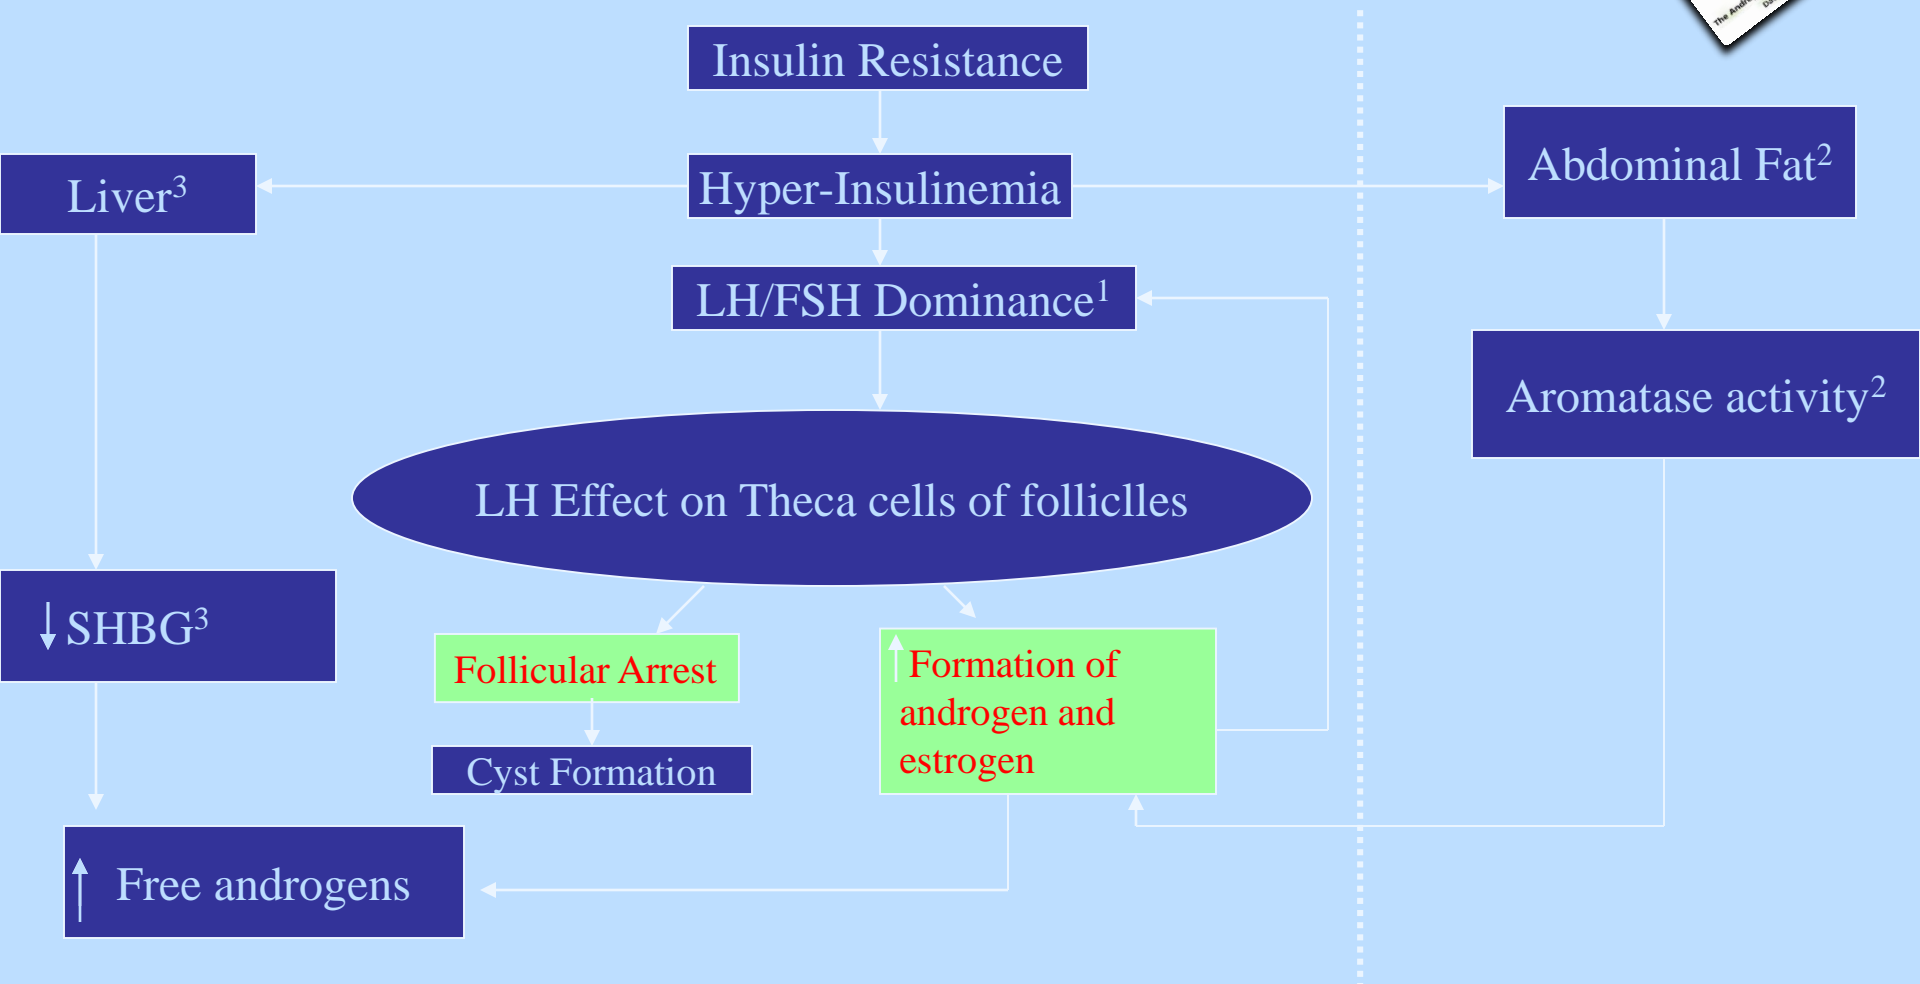 Insulin Resistance
Abdominal Fat²
Liver³
Hyper-Insulinemia
LH/FSH Dominance¹
Aromatase activity²
LH Effect on Theca cells of folliclles
↓ SHBG³
Follicular Arrest
↑ Formation of
androgen and
estrogen
Cyst Formation
↑ Free androgens